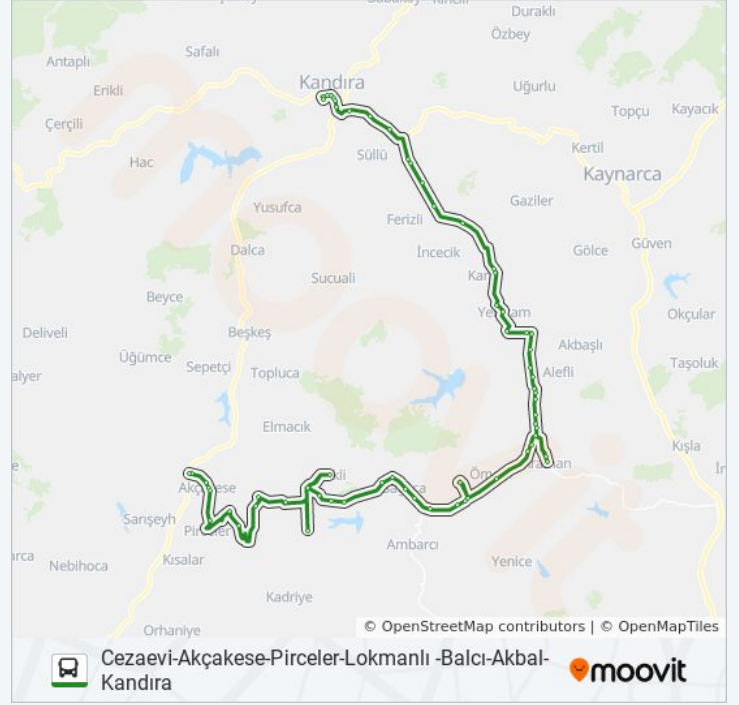 Duraklı
Özbey
Safalı
Antaplı
Kandıra
Erikli
Uğurlu
Topçu
Kayacık
Çerçili
Kertil
Hac
Süllü
Kaynarca
Yusufca
Gaziler
Ferizli
Dalca
İncecik
Gölce
Güven
Sucuali
Beyce
Okçular
Deliveli
Beşkeş
Akbaşlı
Üğümce
Sepetçi
Topluca
Alefli
Taşoluk
Elmacık
Kışla
Akçakese
Sarışeyh
Pirceler
Ambarcı
Kısalar
Yenice
Nebihoca
Kadriye
Orhaniye
© OpenStreetMap contributors | © OpenMapTiles
Cezaevi-Akçakese-Pirceler-Lokmanlı -Balcı-Akbal-
Kandıra
moovit